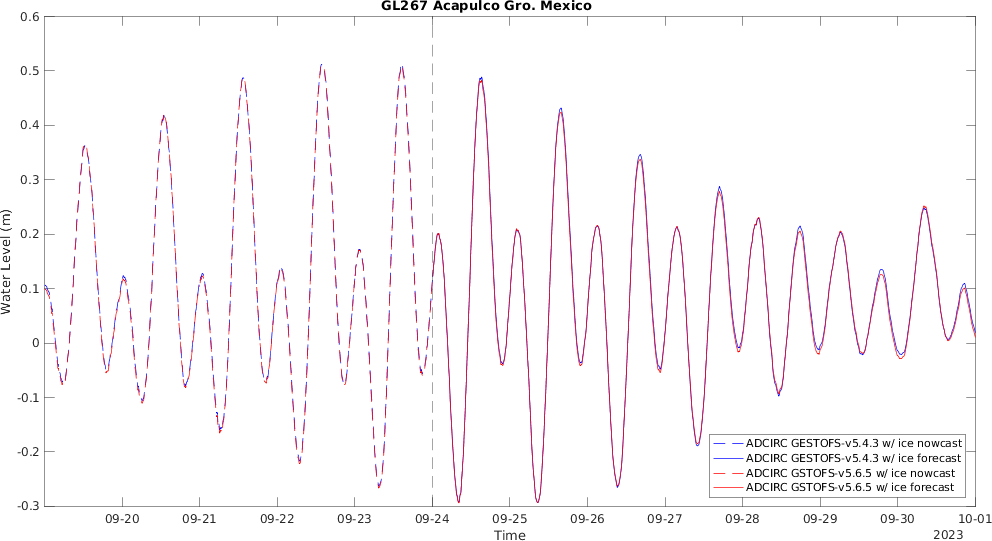 GL267 Acapulco Gro. Mexico
0.6
0.5
0.4
0.3
0.2
0.1
0
-0.1
-0.2
-0.3
Water Level (m)
ADCIRC GESTOFS-v5.4.3 w/ ice nowcast
ADCIRC GESTOFS-v5.4.3 w/ ice forecast
ADCIRC GSTOFS-v5.6.5 w/ ice nowcast
ADCIRC GSTOFS-v5.6.5 w/ ice forecast
09-20 09-21 09-22 09-23 09-24 09-25 09-26 09-27 09-28 09-29 09-30 10-01
Time
2023